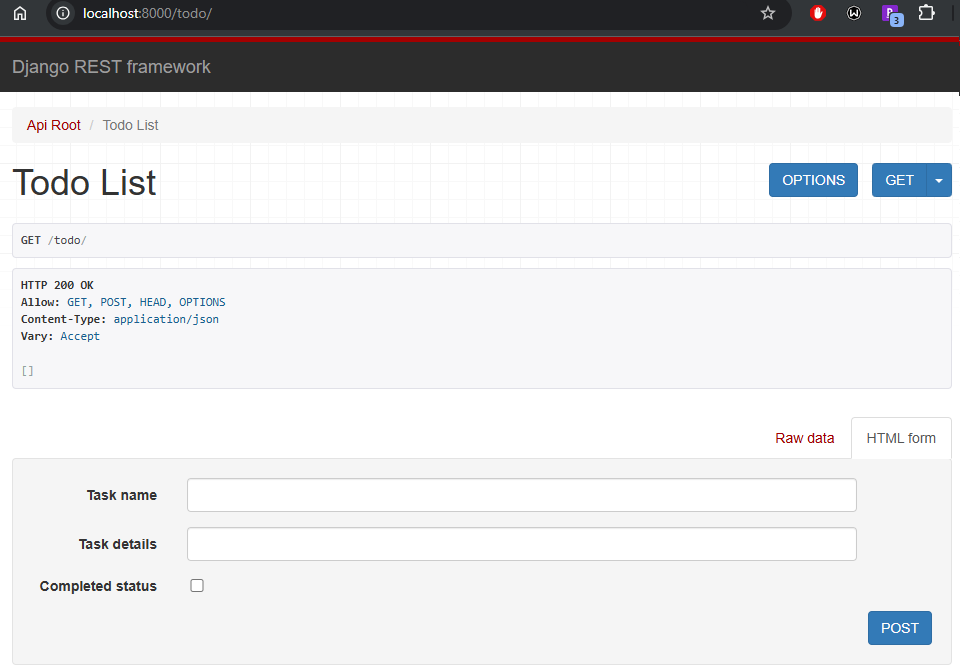 localhost:8000/todo/
3
Django REST framework
Api Root / Todo List
Todo List
OPTIONS GET
GET /todo/
HTTP 200 OK
Allow: GET, POST, HEAD, OPTIONS
Content-Type: application/json
Vary: Accept
[]
Raw data HTML form
Task name
Task details
Completed status
POST